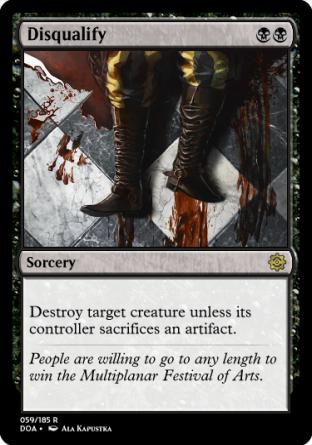 Disqualify
Sorcery
Destroy target creature unless its
controller sacrifices an artifact.
People are willing to go to any length to
win the Multiplanar Festival of Arts.
059/185 R
DOA • Ala Kapustka